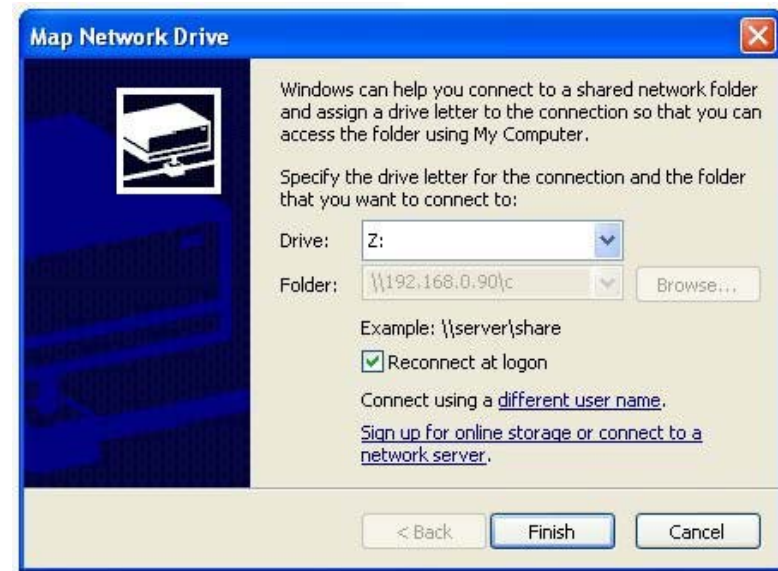 Map Network Drive
Windows can help you connect to a shared network folder
and assign a drive letter to the connection so that you can
access the folder using My Computer.
Specify the drive letter for the connection and the folder
that you want to connect to:
Drive: Z:
Folder: \\192.168.0.90\c Browse...
Example: \\server\share
Reconnect at logon
Connect using a different user name.
Sign up for online storage or connect to a
network server.
< Back Finish Cancel